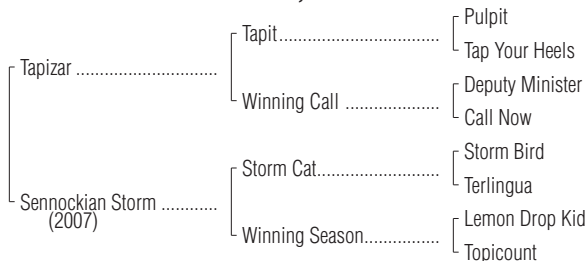 Pulpit
Tapit
Tap Your Heels
Tapizar
Deputy Minister
Winning Call
Call Now
Storm Bird
Storm Cat
Terlingua
Sennockian Storm
(2007)
Lemon Drop Kid
Winning Season
Topicount